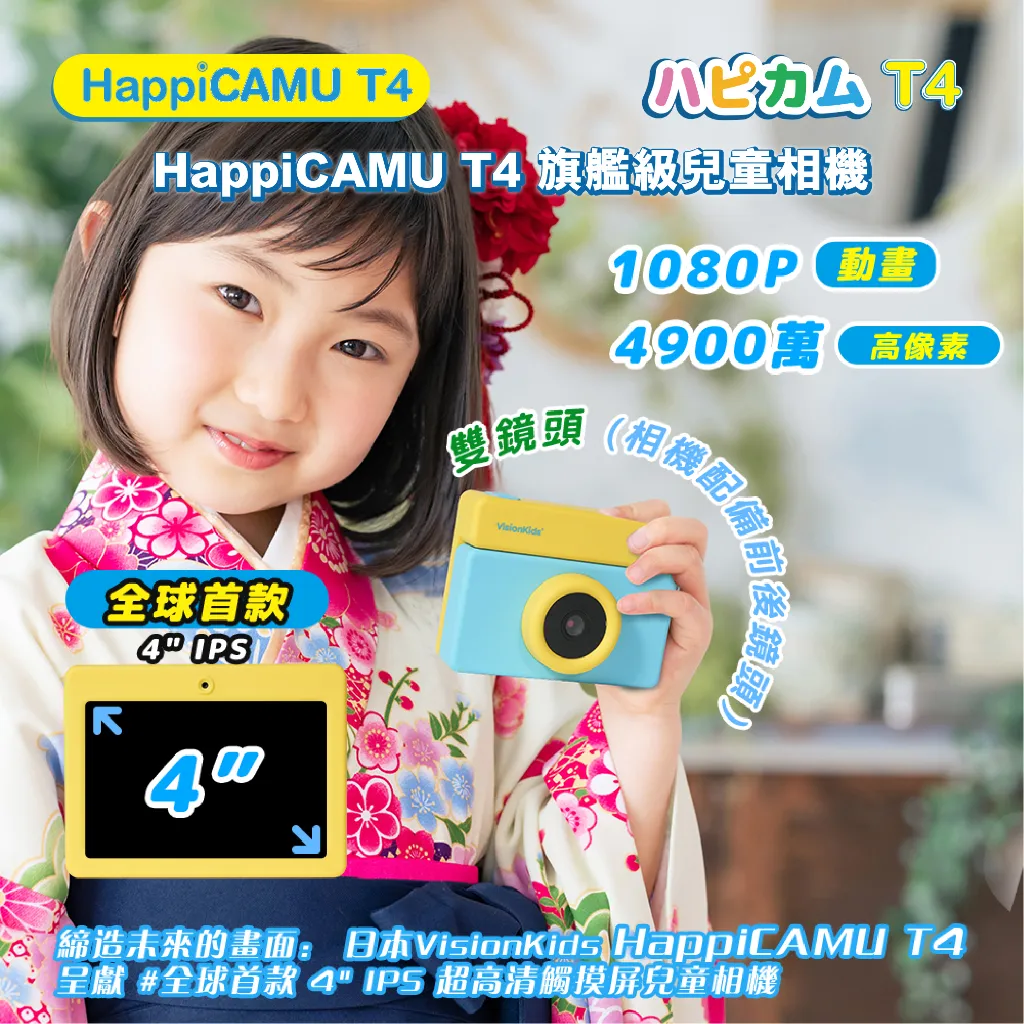 HappiCAMU T4
ハピカム T4
HappiCAMU T4 旗艦級兒童相機
1080P 動畫
4900萬 高像素
雙鏡頭（相機配備前後鏡頭）
VisionKids
全球首款
4" IPS
4"
締造未來的畫面： 日本VisionKids HappiCAMU T4
呈獻 #全球首款 4" IPS 超高清觸摸屏兒童相機